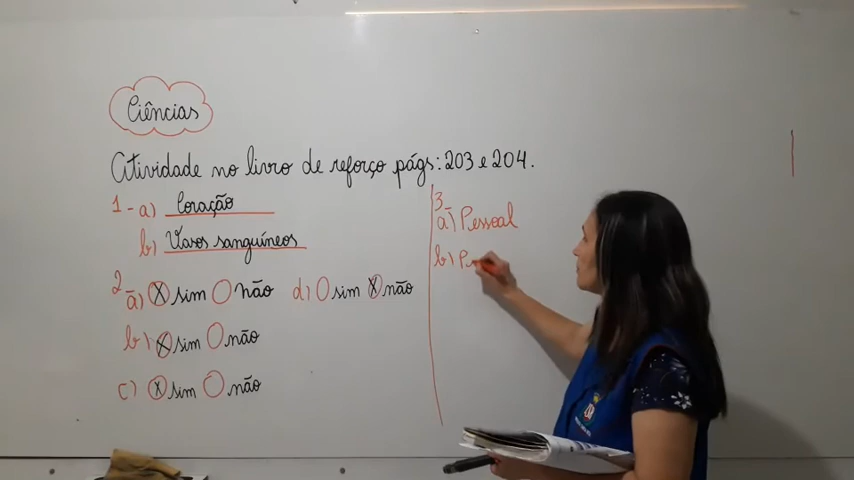 Ciências
Atividade no livro de reforço págs: 203 e 204.
1 - a) Coração
b) Vasos sanguíneos
2
a) X sim O não d) O sim X não
b) X sim O não
c) X sim O não
3
a) Pessoal
b) Pe